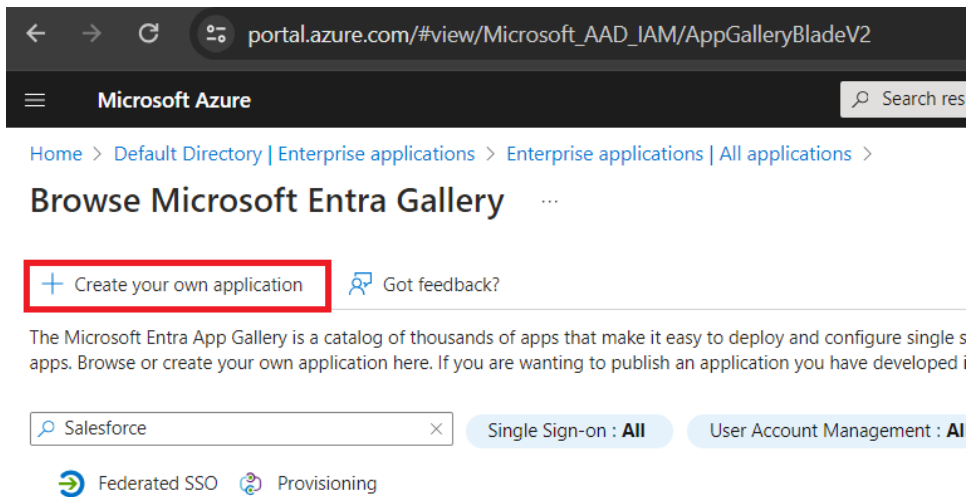 portal.azure.com/#view/Microsoft_AAD_IAM/AppGalleryBladeV2
Microsoft Azure
Search res
Home > Default Directory | Enterprise applications > Enterprise applications | All applications >
Browse Microsoft Entra Gallery ...
+ Create your own application
Got feedback?
The Microsoft Entra App Gallery is a catalog of thousands of apps that make it easy to deploy and configure single s
apps. Browse or create your own application here. If you are wanting to publish an application you have developed i
Salesforce
Single Sign-on : All
User Account Management : Al
Federated SSO
Provisioning